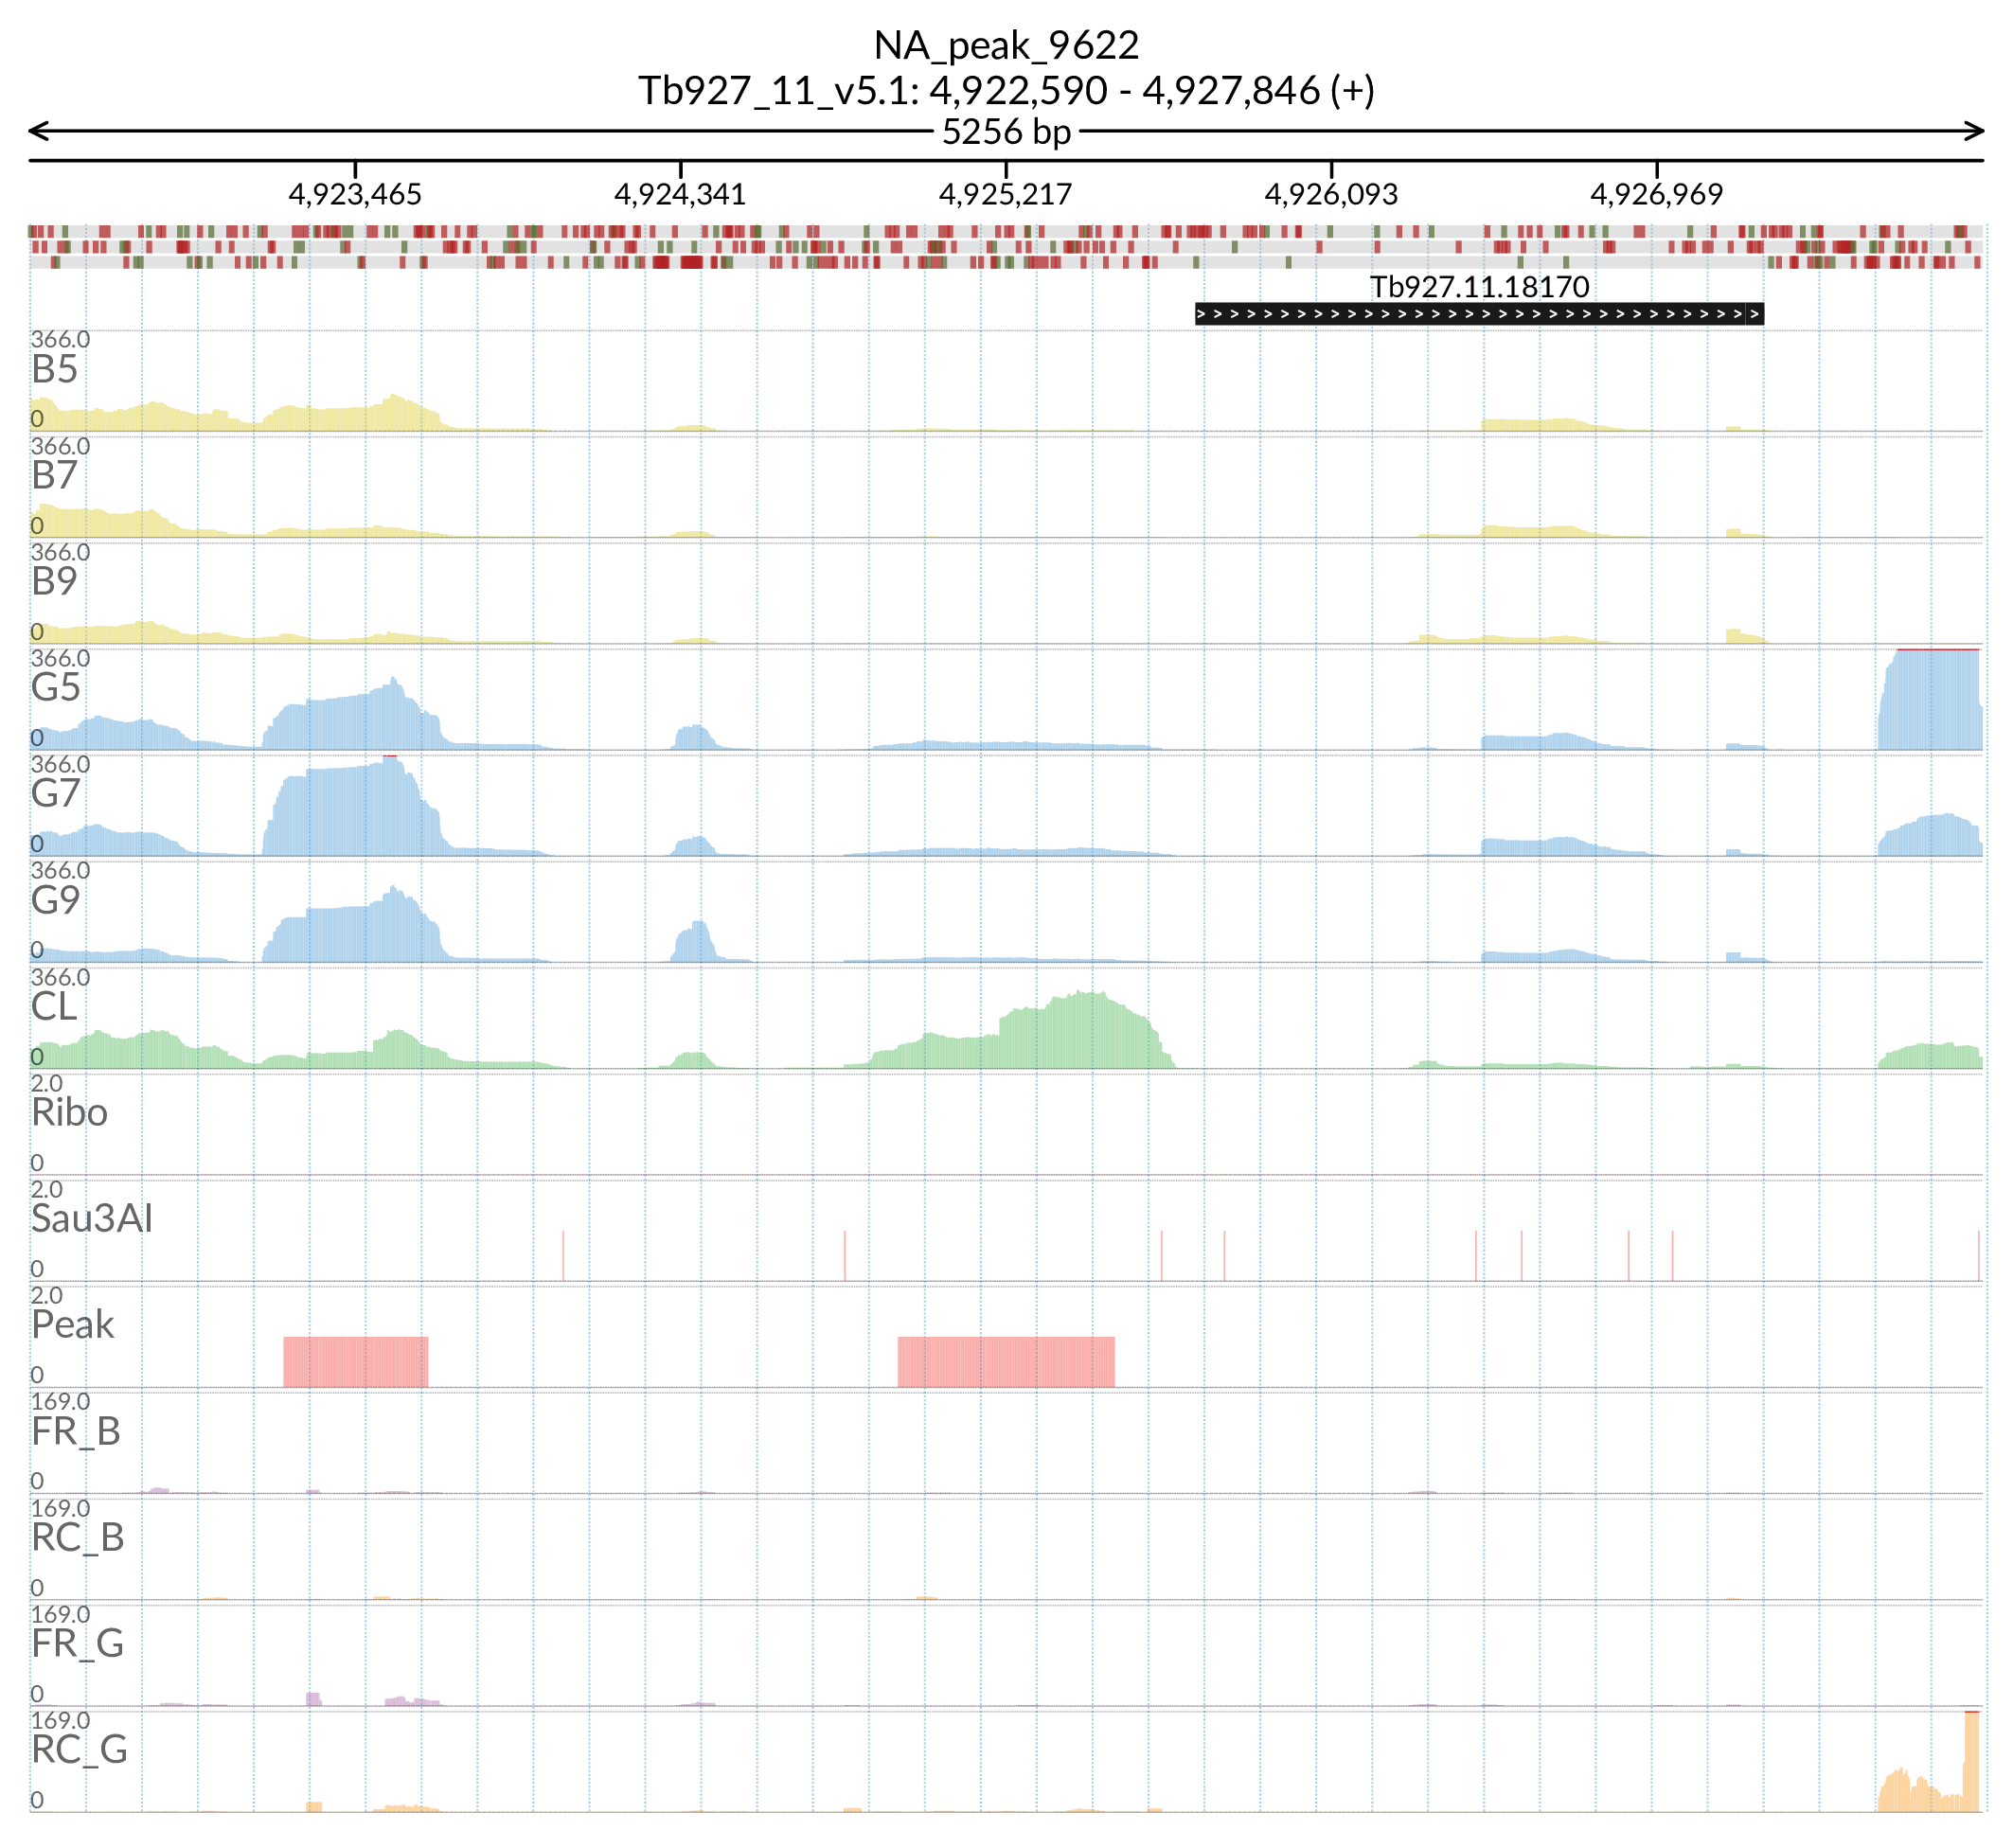 NA_peak_9622
Tb927_11_v5.1: 4,922,590 - 4,927,846 (+)
5256 bp
4,923,465 4,924,341 4,925,217 4,926,093 4,926,969
Tb927.11.18170
366.0
B5
0
366.0
B7
0
366.0
B9
0
366.0
G5
0
366.0
G7
0
366.0
G9
0
366.0
CL
0
2.0
Ribo
0
2.0
Sau3AI
0
2.0
Peak
0
169.0
FR_B
0
169.0
RC_B
0
169.0
FR_G
0
169.0
RC_G
0